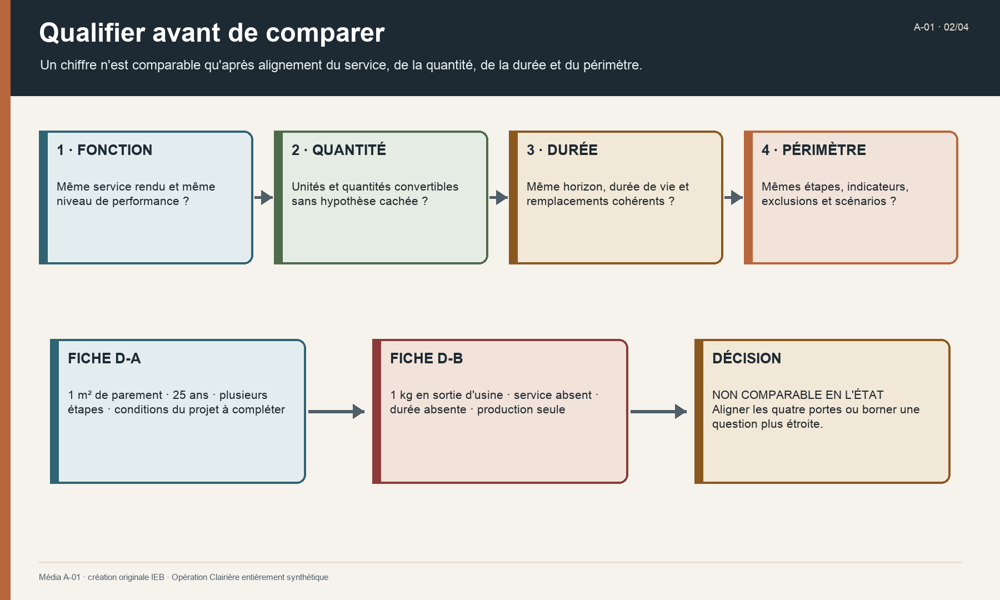 Qualifier avant de comparer
A-01 · 02/04
Un chiffre n'est comparable qu'après alignement du service, de la quantité, de la durée et du périmètre.
1 · FONCTION
Même service rendu et même
niveau de performance ?
2 · QUANTITÉ
Unités et quantités convertibles
sans hypothèse cachée ?
3 · DURÉE
Même horizon, durée de vie et
remplacements cohérents ?
4 · PÉRIMÈTRE
Mêmes étapes, indicateurs,
exclusions et scénarios ?
FICHE D-A
1 m² de parement · 25 ans · plusieurs
étapes · conditions du projet à compléter
FICHE D-B
1 kg en sortie d'usine · service absent ·
durée absente · production seule
DÉCISION
NON COMPARABLE EN L'ÉTAT
Aligner les quatre portes ou borner une
question plus étroite.
Média A-01 · création originale IEB · Opération Clairière entièrement synthétique